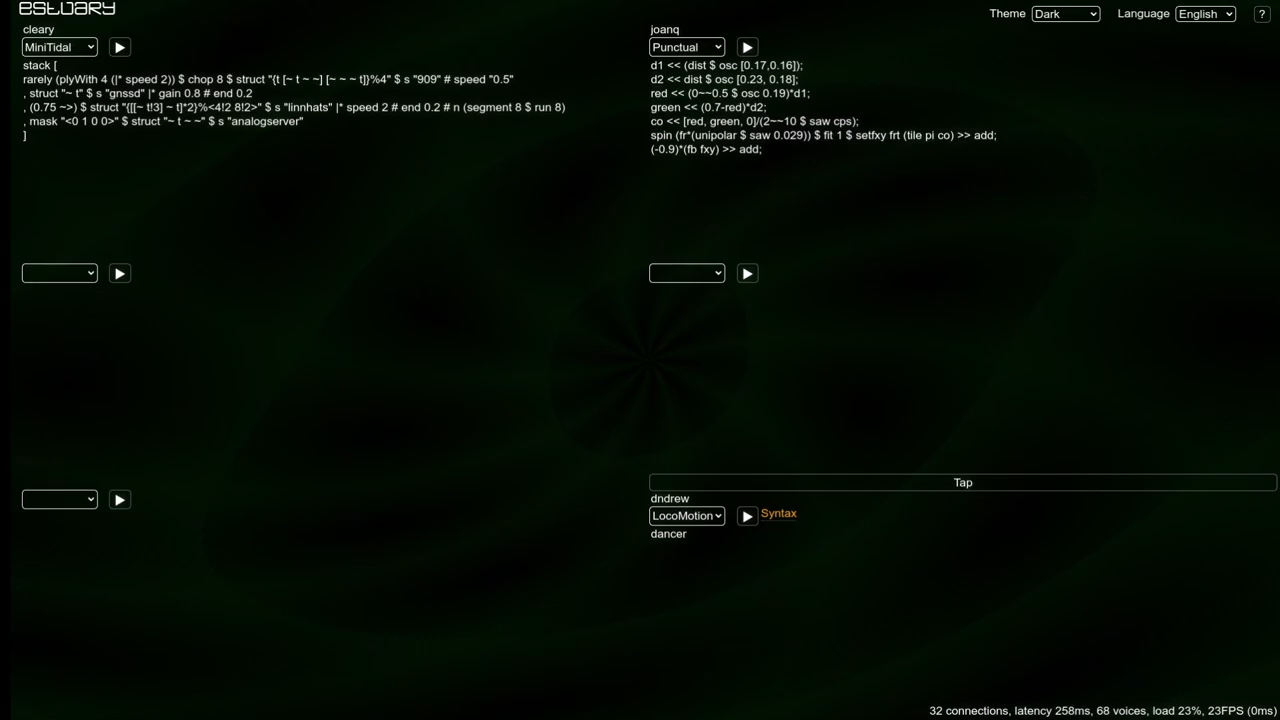 estuary
Theme Dark Language English ?
cleary
MiniTidal
stack [
rarely (plyWith 4 (|* speed 2)) $ chop 8 $ struct "{t [~ t ~ ~] [~ ~ ~ t]}%4" $ s "909" # speed "0.5"
, struct "~ t" $ s "gnssd" |* gain 0.8 # end 0.2
, (0.75 ~>) $ struct "{[[~ t!3] ~ t]*2}%<4!2 8!2>" $ s "linnhats" |* speed 2 # end 0.2 # n (segment 8 $ run 8)
, mask "<0 1 0 0>" $ struct "~ t ~ ~" $ s "analogserver"
]
joanq
Punctual
d1 << (dist $ osc [0.17,0.16]);
d2 << dist $ osc [0.23, 0.18];
red << (0~~0.5 $ osc 0.19)*d1;
green << (0.7-red)*d2;
co << [red, green, 0]/(2~~10 $ saw cps);
spin (fr*(unipolar $ saw 0.029)) $ fit 1 $ setfxy frt (tile pi co) >> add;
(-0.9)*(fb fxy) >> add;
Tap
dndrew
LocoMotion Syntax
dancer
32 connections, latency 258ms, 68 voices, load 23%, 23FPS (0ms)